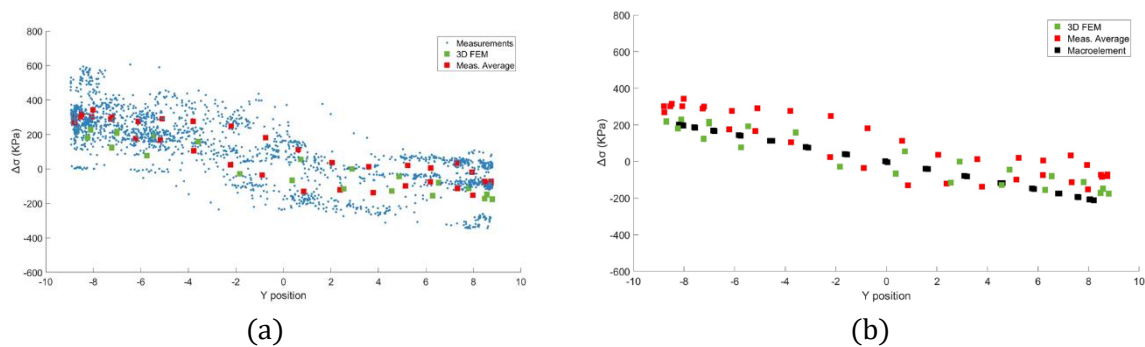 800
600
400
200
0
-200
-400
-600
Δσ (KPa)
-10 -8 -6 -4 -2 0 2 4 6 8 10
Y position
Measurements
3D FEM
Meas. Average
(a)
800
600
400
200
0
-200
-400
-600
Δσ (KPa)
-10 -8 -6 -4 -2 0 2 4 6 8 10
Y position
3D FEM
Meas. Average
Macroelement
(b)